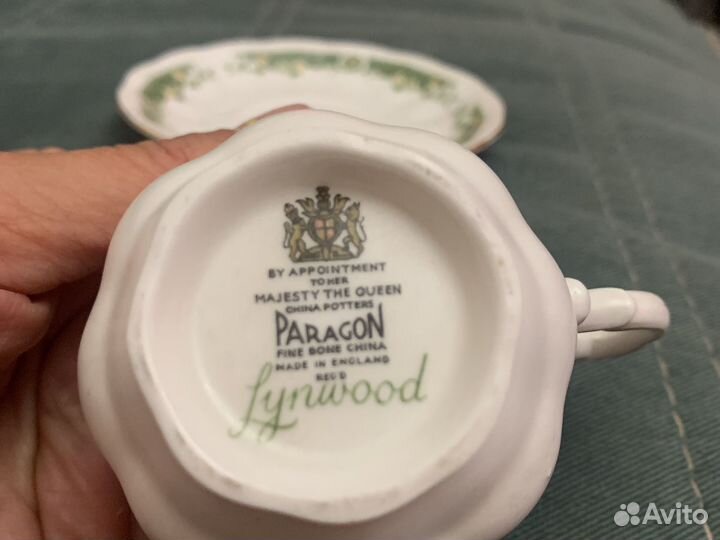 BY APPOINTMENT
TO HER
MAJESTY THE QUEEN
CHINA POTTERS
PARAGON
FINE BONE CHINA
MADE IN ENGLAND
REG'D
Lynwood
Avito